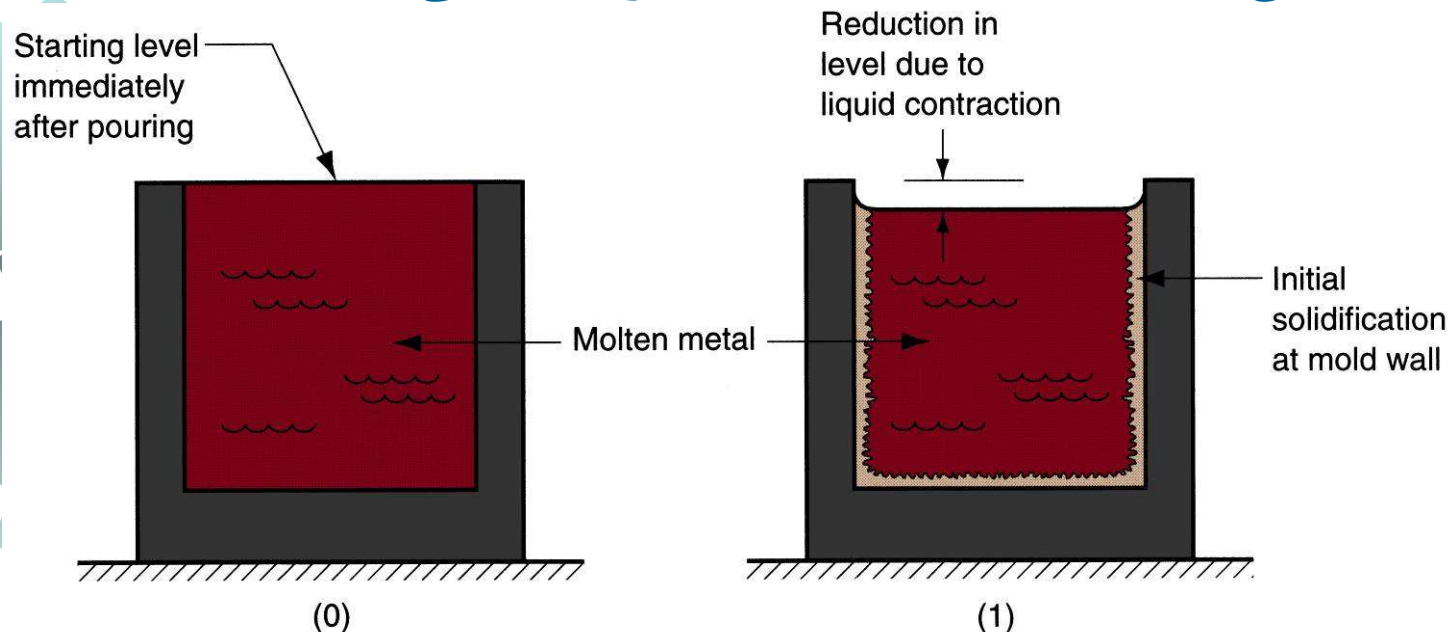 Starting level
immediately
after pouring
Reduction in
level due to
liquid contraction
Molten metal
Initial
solidification
at mold wall
(0)
(1)